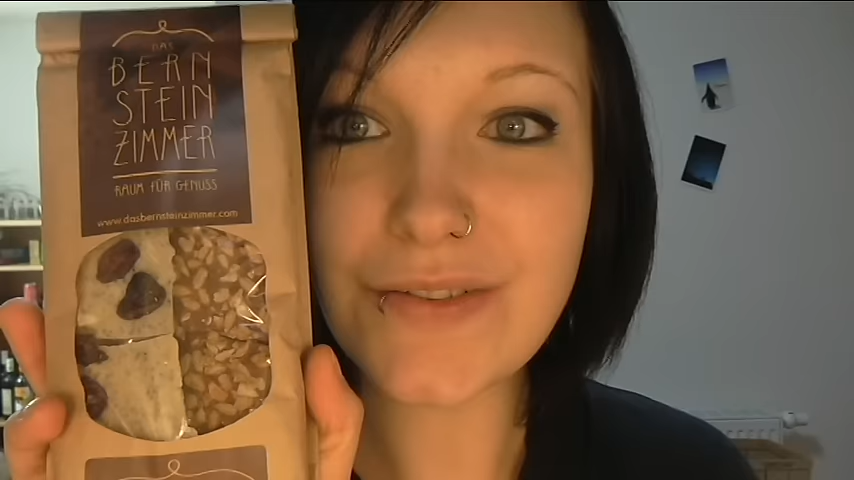 DAS
BERN
STEIN
ZIMMER
RAUM FÜR GENUSS
www.dasbernsteinzimmer.com